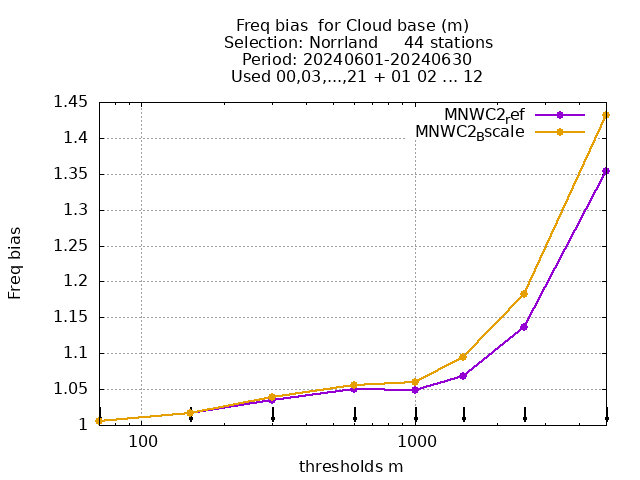 Freq bias  for Cloud base (m)
Selection: Norrland     44 stations
Period: 20240601-20240630
Used 00,03,...,21 + 01 02 ... 12
MNWC2ref
MNWC2Bscale
1.45
1.4
1.35
1.3
1.25
1.2
1.15
1.1
1.05
1
Freq bias
100
1000
thresholds m